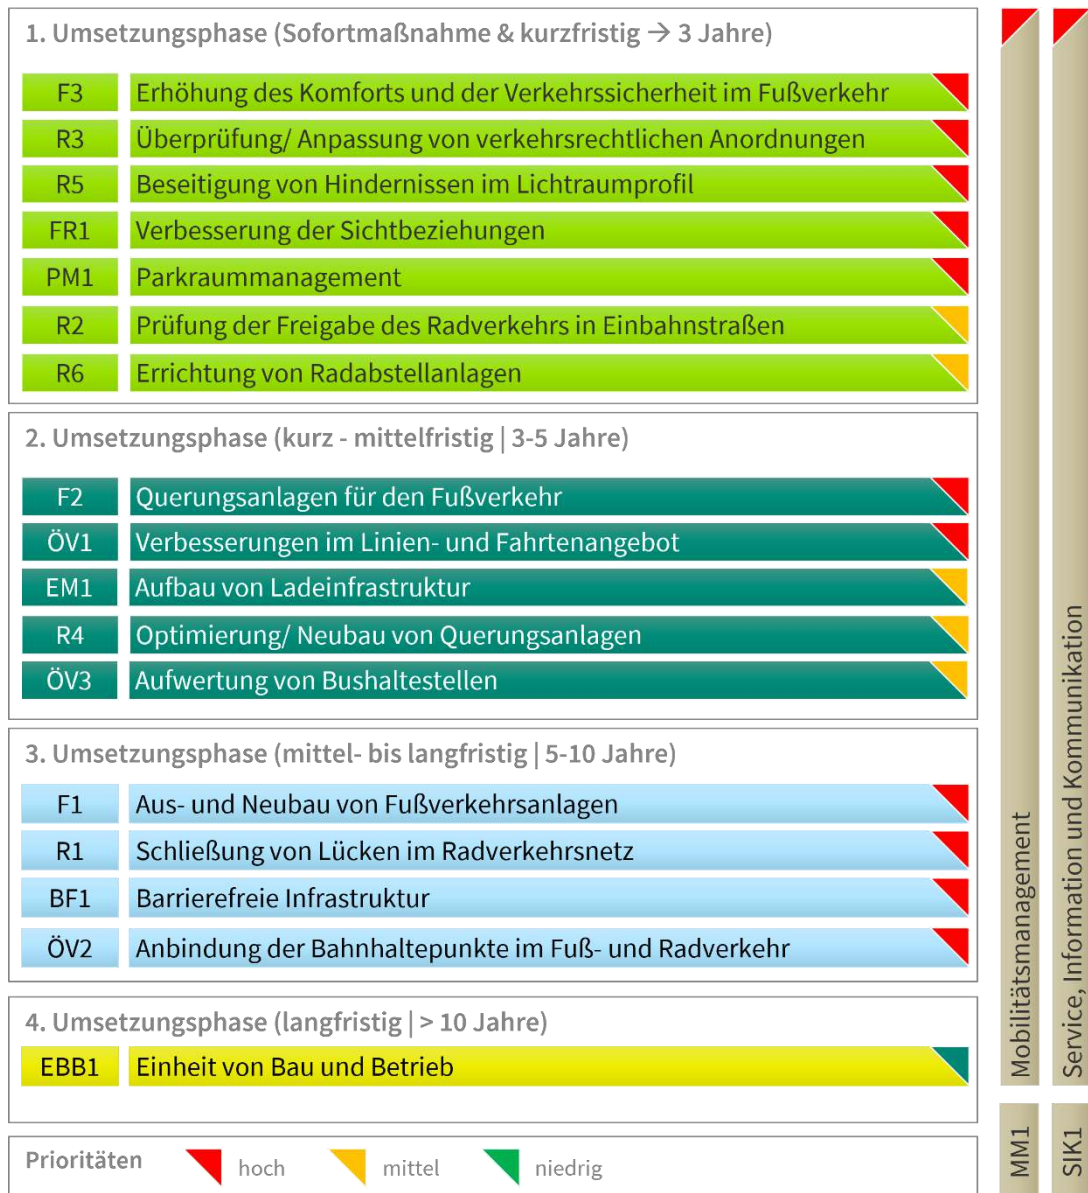 1. Umsetzungsphase (Sofortmaßnahme & kurzfristig → 3 Jahre)
F3 Erhöhung des Komforts und der Verkehrssicherheit im Fußverkehr
R3 Überprüfung/ Anpassung von verkehrsrechtlichen Anordnungen
R5 Beseitigung von Hindernissen im Lichtraumprofil
FR1 Verbesserung der Sichtbeziehungen
PM1 Parkraummanagement
R2 Prüfung der Freigabe des Radverkehrs in Einbahnstraßen
R6 Errichtung von Radabstellanlagen
2. Umsetzungsphase (kurz - mittelfristig | 3-5 Jahre)
F2 Querungsanlagen für den Fußverkehr
ÖV1 Verbesserungen im Linien- und Fahrtenangebot
EM1 Aufbau von Ladeinfrastruktur
R4 Optimierung/ Neubau von Querungsanlagen
ÖV3 Aufwertung von Bushaltestellen
3. Umsetzungsphase (mittel- bis langfristig | 5-10 Jahre)
F1 Aus- und Neubau von Fußverkehrsanlagen
R1 Schließung von Lücken im Radverkehrsnetz
BF1 Barrierefreie Infrastruktur
ÖV2 Anbindung der Bahnhaltepunkte im Fuß- und Radverkehr
4. Umsetzungsphase (langfristig | > 10 Jahre)
EBB1 Einheit von Bau und Betrieb
Prioritäten hoch mittel niedrig
MM1 Mobilitätsmanagement
SIK1 Service, Information und Kommunikation